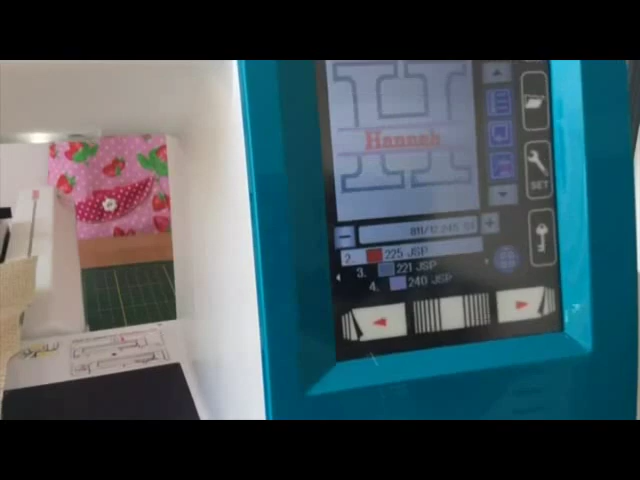 H
Hannah
SET
2. 225 JSP
3. 221 JSP
4. 240 JSP